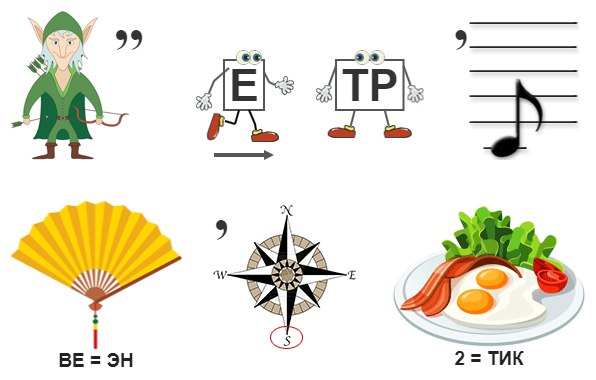 ,,
Е ТР
,
,
N
W E
S
ВЕ = ЭН
2 = ТИК